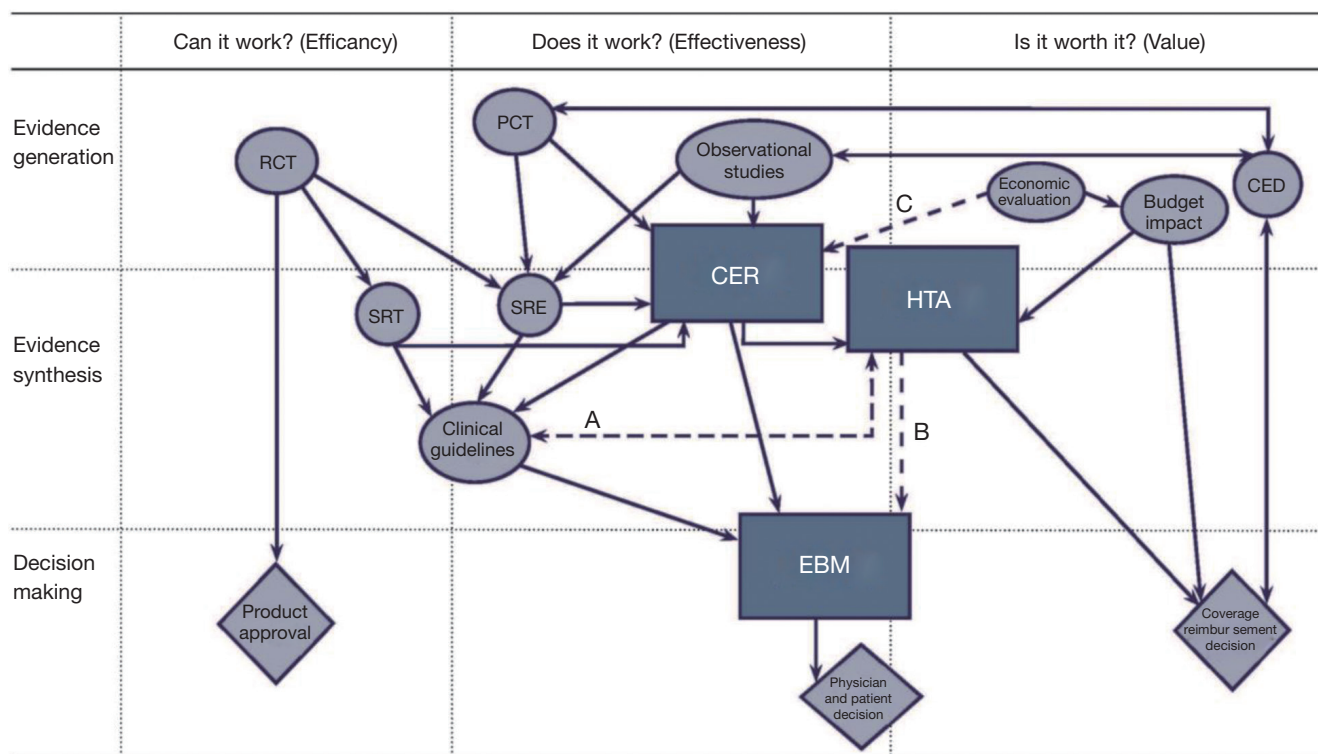 Can it work? (Efficancy)
Does it work? (Effectiveness)
Is it worth it? (Value)
Evidence
generation
RCT
PCT
Observational
studies
Economic
evaluation
Budget
impact
CED
C
CER
HTA
Evidence
synthesis
SRT
SRE
Clinical
guidelines
A
B
Decision
making
EBM
Product
approval
Physician
and patient
decision
Coverage
reimbur sement
decision